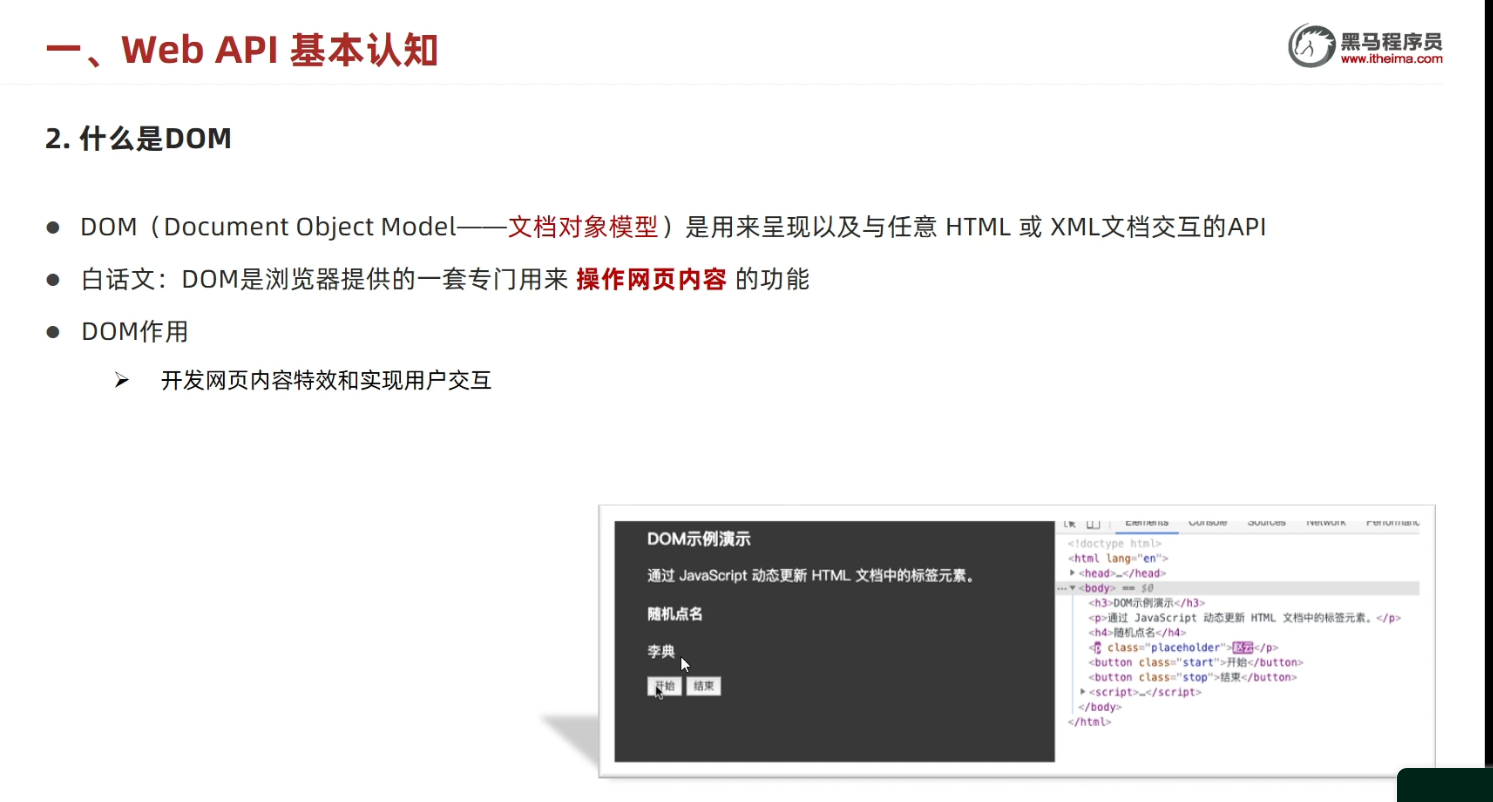 一、Web API 基本认知
黑马程序员
www.itheima.com
2. 什么是DOM
DOM（Document Object Model——文档对象模型）是用来呈现以及与任意 HTML 或 XML文档交互的API
白话文：DOM是浏览器提供的一套专门用来 操作网页内容 的功能
DOM作用
开发网页内容特效和实现用户交互
DOM示例演示
通过 JavaScript 动态更新 HTML 文档中的标签元素。
随机点名
李典
开始 结束
Elements Console Sources Network Performanc
<!doctype html>
<html lang="en">
<head>…</head>
<body> == $0
<h3>DOM示例演示</h3>
<p>通过 JavaScript 动态更新 HTML 文档中的标签元素。</p>
<h4>随机点名</h4>
<p class="placeholder">赵云</p>
<button class="start">开始</button>
<button class="stop">结束</button>
<script>…</script>
</body>
</html>